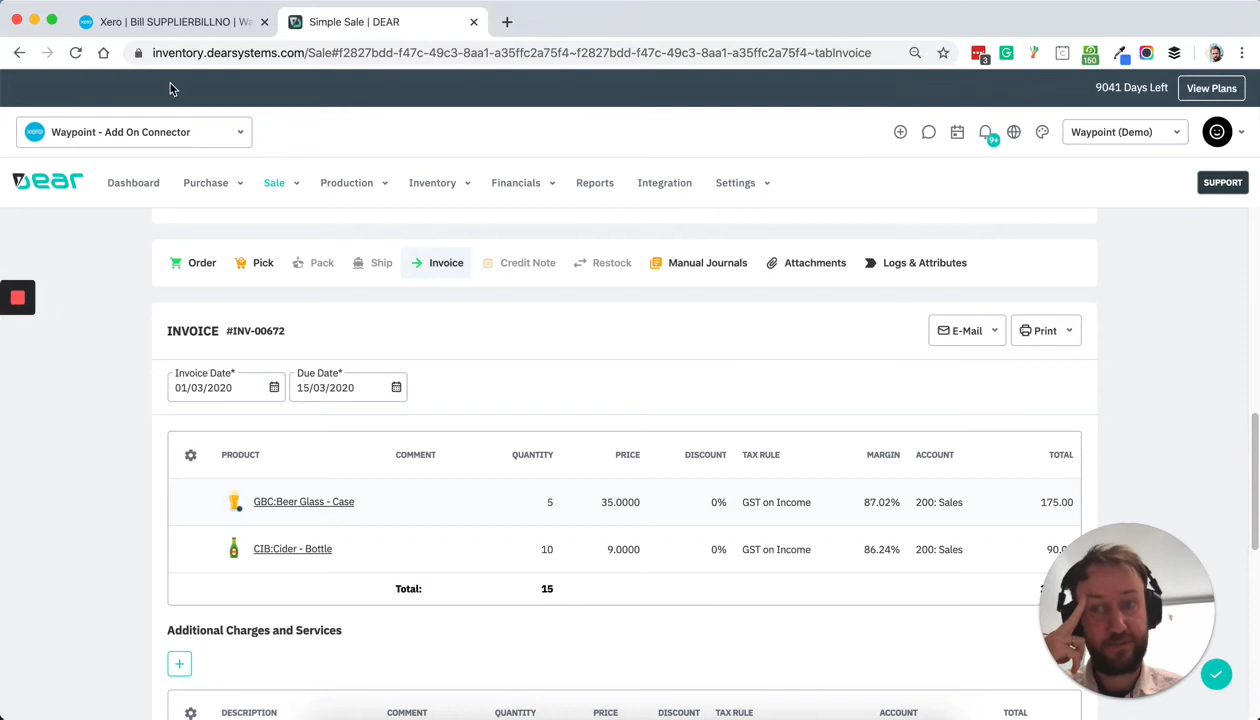 Xero | Bill SUPPLIERBILLNO | Wa
Simple Sale | DEAR
inventory.dearsystems.com/Sale#f2827bdd-f47c-49c3-8aa1-a35ffc2a75f4~f2827bdd-f47c-49c3-8aa1-a35ffc2a75f4~tabInvoice
3
150
9041 Days Left
View Plans
xero
Waypoint - Add On Connector
9+
Waypoint (Demo)
Dear
Dashboard
Purchase
Sale
Production
Inventory
Financials
Reports
Integration
Settings
SUPPORT
Order
Pick
Pack
Ship
Invoice
Credit Note
Restock
Manual Journals
Attachments
Logs & Attributes
INVOICE #INV-00672
E-Mail
Print
Invoice Date*
01/03/2020
Due Date*
15/03/2020
PRODUCT COMMENT QUANTITY PRICE DISCOUNT TAX RULE MARGIN ACCOUNT TOTAL
GBC:Beer Glass - Case 5 35.0000 0% GST on Income 87.02% 200: Sales 175.00
CIB:Cider - Bottle 10 9.0000 0% GST on Income 86.24% 200: Sales 90.
Total: 15
Additional Charges and Services
+
DESCRIPTION COMMENT QUANTITY PRICE DISCOUNT TAX RULE ACCOUNT TOTAL